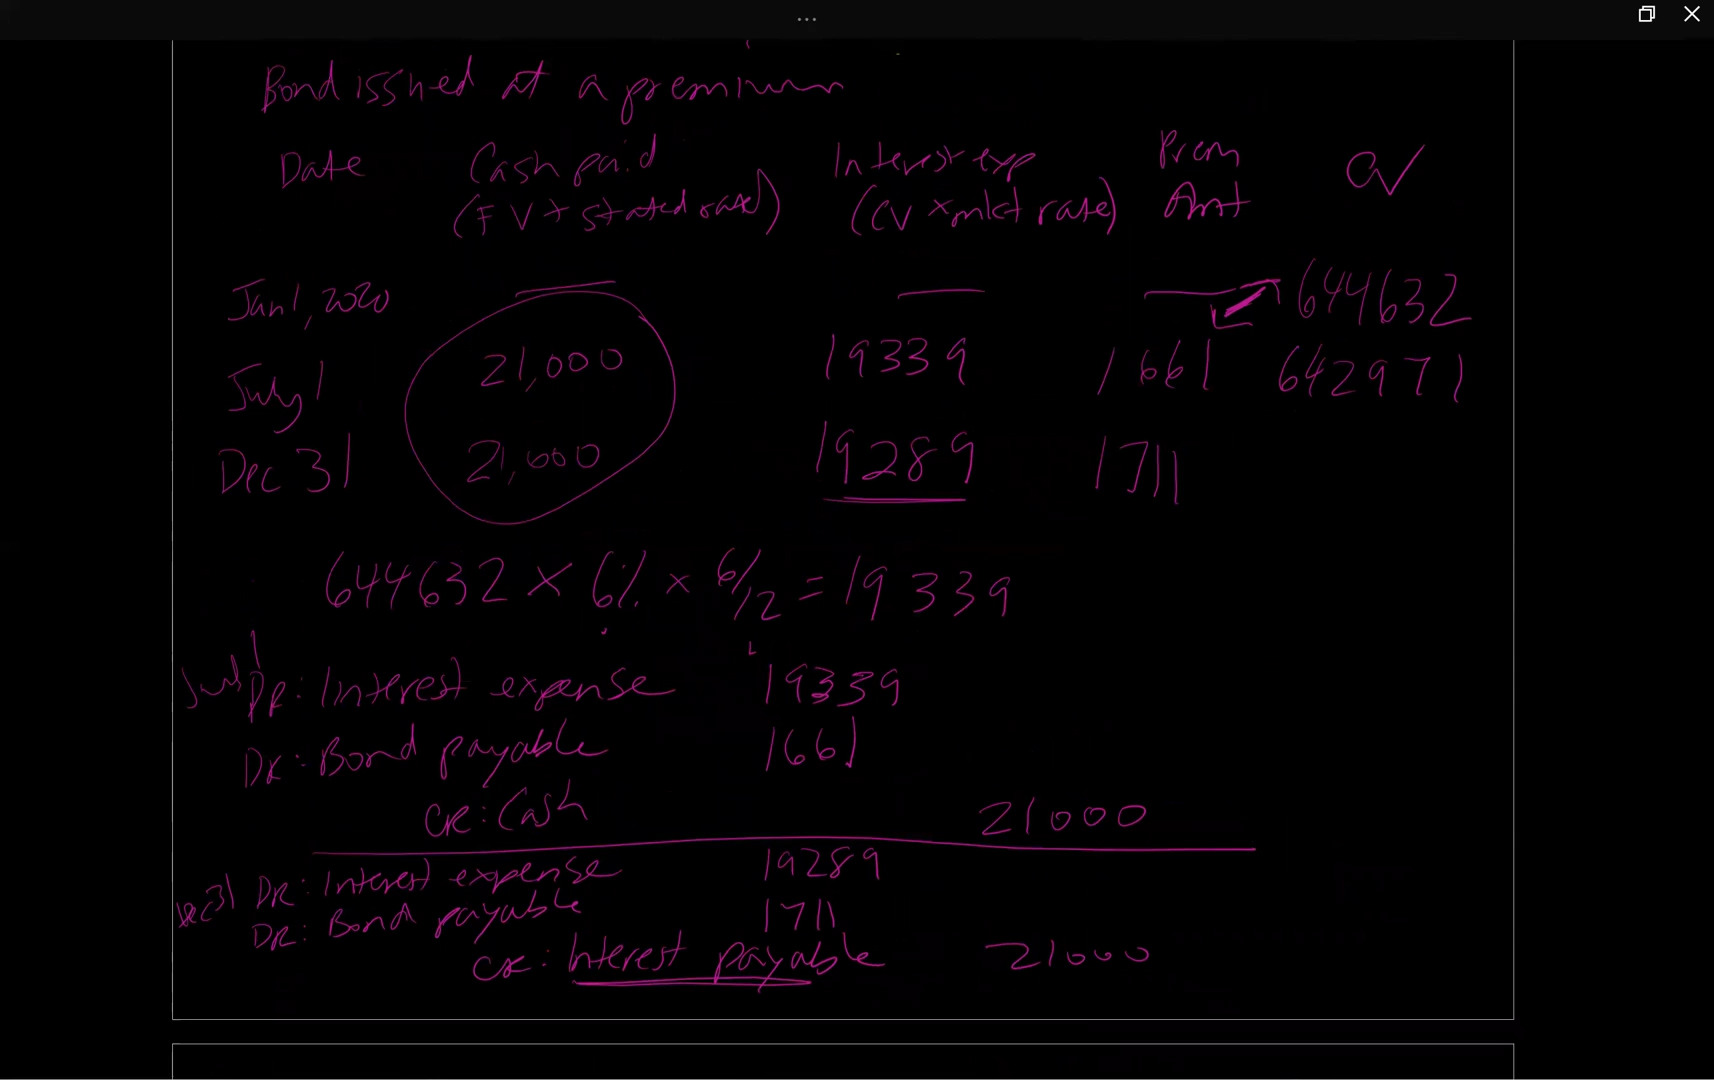 Bond issued at a premium
Date Cash paid Interest exp Prem CV
(FV x stated rate) (CV x mkt rate) Amt
Jan 1, 2020 — — — 644632
July 1 21,000 19339 1661 642971
Dec 31 21,000 19289 1711
644632 x 6% x 6/12 = 19339
July 1 DR: Interest expense 19339
DR: Bond payable 1661
CR: Cash 21000
Dec 31 DR: Interest expense 19289
DR: Bond payable 1711
CR: Interest payable 21000